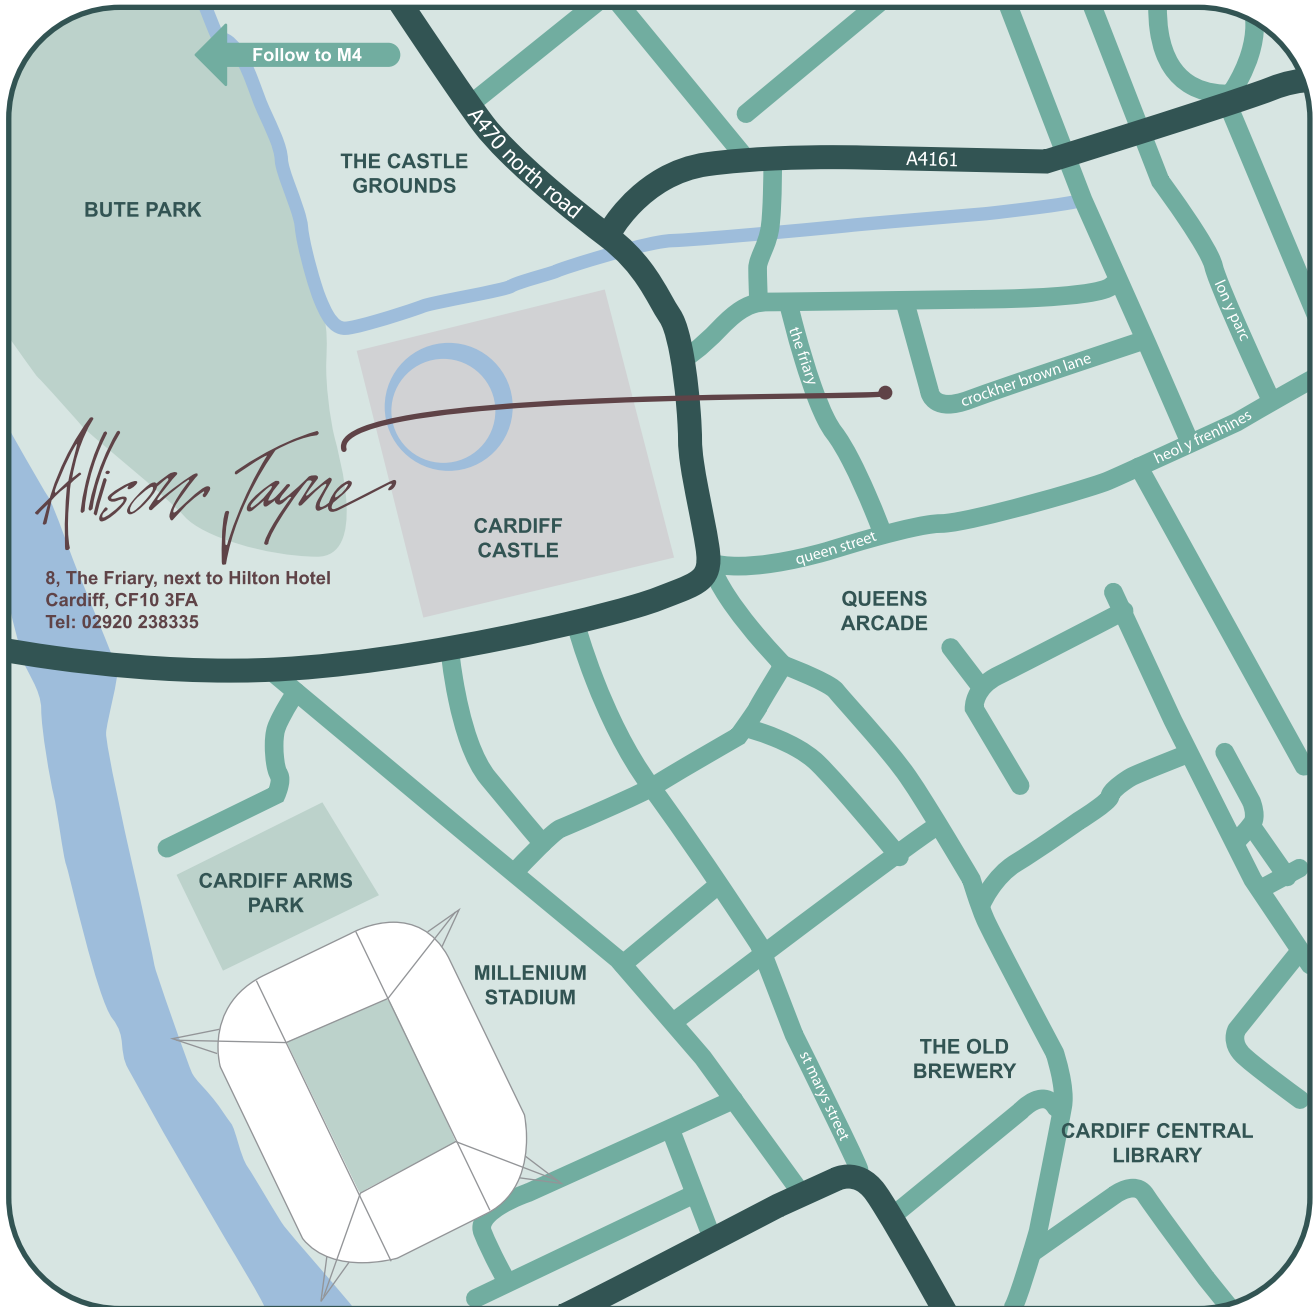 Follow to M4
A470 north road
THE CASTLE
GROUNDS
A4161
BUTE PARK
lon y parc
the friary
crockher brown lane
heol y frenhines
Allison Jayne
CARDIFF
CASTLE
queen street
8, The Friary, next to Hilton Hotel
Cardiff, CF10 3FA
Tel: 02920 238335
QUEENS
ARCADE
CARDIFF ARMS
PARK
MILLENIUM
STADIUM
THE OLD
BREWERY
st marys street
CARDIFF CENTRAL
LIBRARY